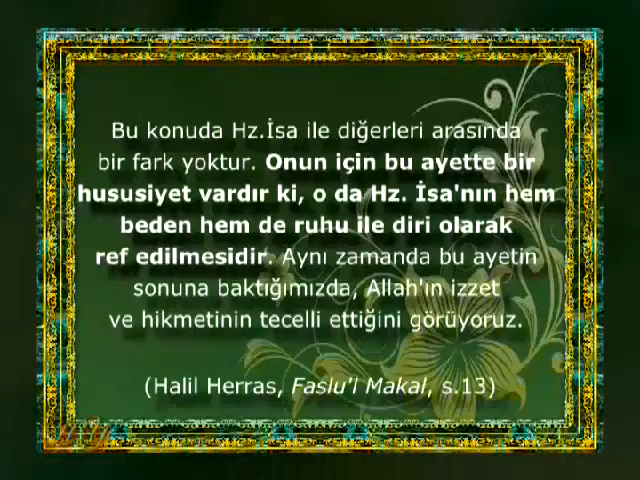 Bu konuda Hz.İsa ile diğerleri arasında
bir fark yoktur. Onun için bu ayette bir
hususiyet vardır ki, o da Hz. İsa'nın hem
beden hem de ruhu ile diri olarak
ref edilmesidir. Aynı zamanda bu ayetin
sonuna baktığımızda, Allah'ın izzet
ve hikmetinin tecelli ettiğini görüyoruz.
(Halil Herras, Faslu'l Makal, s.13)